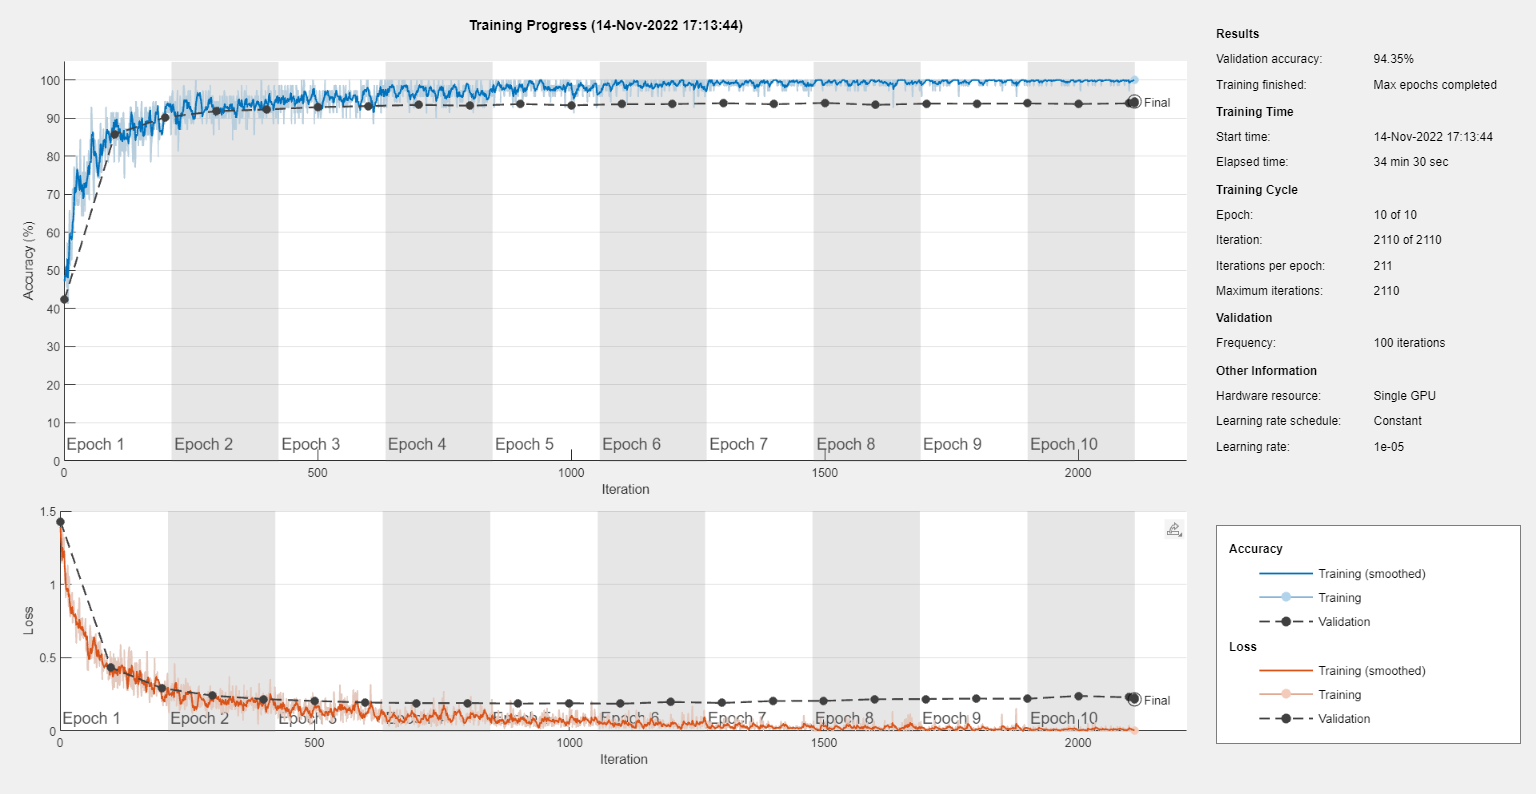 Training Progress (14-Nov-2022 17:13:44)
100
90
80
70
60
50
40
30
20
10
0
Accuracy (%)
Final
Epoch 1 Epoch 2 Epoch 3 Epoch 4 Epoch 5 Epoch 6 Epoch 7 Epoch 8 Epoch 9 Epoch 10
0 500 1000 1500 2000
Iteration
1.5
1
0.5
0
Loss
Final
Epoch 1 Epoch 2 Epoch 3 Epoch 4 Epoch 5 Epoch 6 Epoch 7 Epoch 8 Epoch 9 Epoch 10
0 500 1000 1500 2000
Iteration
Results
Validation accuracy: 94.35%
Training finished: Max epochs completed
Training Time
Start time: 14-Nov-2022 17:13:44
Elapsed time: 34 min 30 sec
Training Cycle
Epoch: 10 of 10
Iteration: 2110 of 2110
Iterations per epoch: 211
Maximum iterations: 2110
Validation
Frequency: 100 iterations
Other Information
Hardware resource: Single GPU
Learning rate schedule: Constant
Learning rate: 1e-05
Accuracy
Training (smoothed)
Training
Validation
Loss
Training (smoothed)
Training
Validation